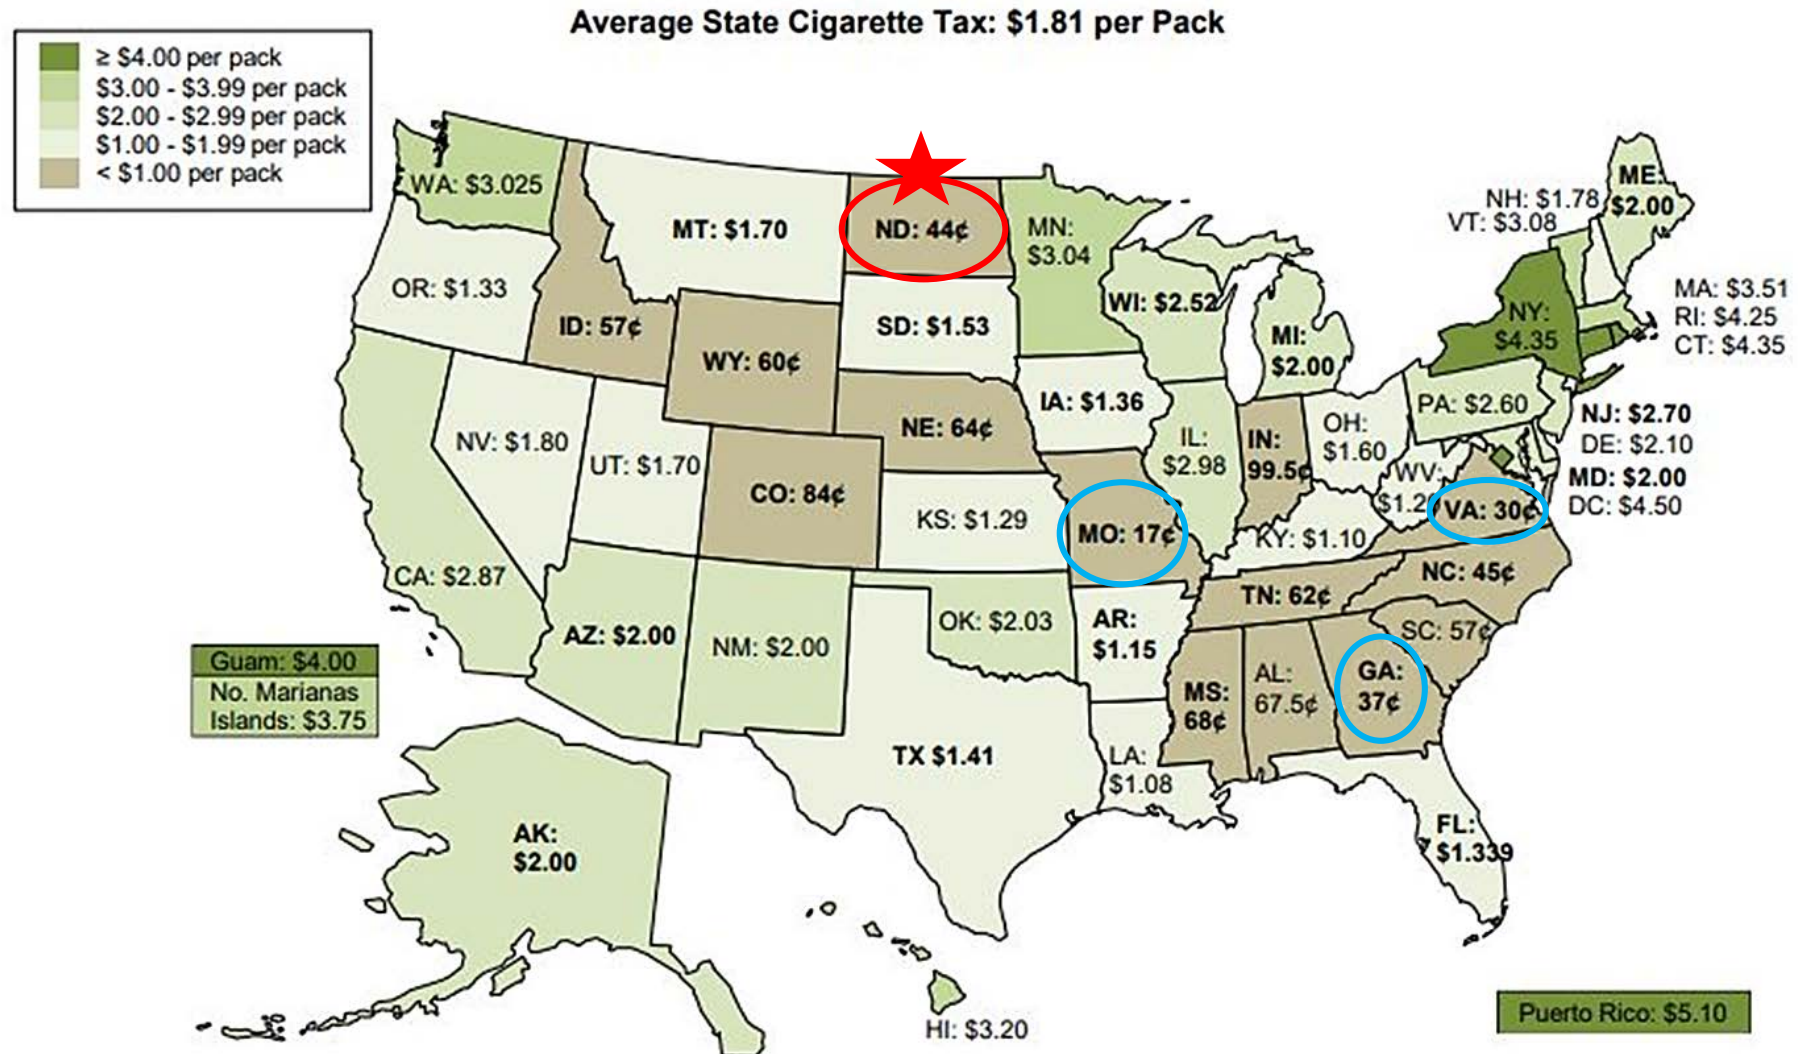 Average State Cigarette Tax: $1.81 per Pack
≥ $4.00 per pack
$3.00 - $3.99 per pack
$2.00 - $2.99 per pack
$1.00 - $1.99 per pack
< $1.00 per pack
WA: $3.025
MT: $1.70
ND: 44¢
MN:
$3.04
NH: $1.78
VT: $3.08
ME:
$2.00
OR: $1.33
ID: 57¢
WY: 60¢
SD: $1.53
WI: $2.52
MI:
$2.00
NY:
$4.35
MA: $3.51
RI: $4.25
CT: $4.35
NV: $1.80
UT: $1.70
CO: 84¢
NE: 64¢
IA: $1.36
IL:
$2.98
IN:
99.5¢
OH:
$1.60
PA: $2.60
NJ: $2.70
DE: $2.10
MD: $2.00
DC: $4.50
WV:
VA: 30¢
KS: $1.29
MO: 17¢
KY: $1.10
CA: $2.87
AZ: $2.00
NM: $2.00
OK: $2.03
AR:
$1.15
TN: 62¢
NC: 45¢
SC: 57¢
MS:
68¢
AL:
67.5¢
GA:
37¢
Guam: $4.00
No. Marianas
Islands: $3.75
TX $1.41
LA:
$1.08
FL:
$1.339
AK:
$2.00
HI: $3.20
Puerto Rico: $5.10